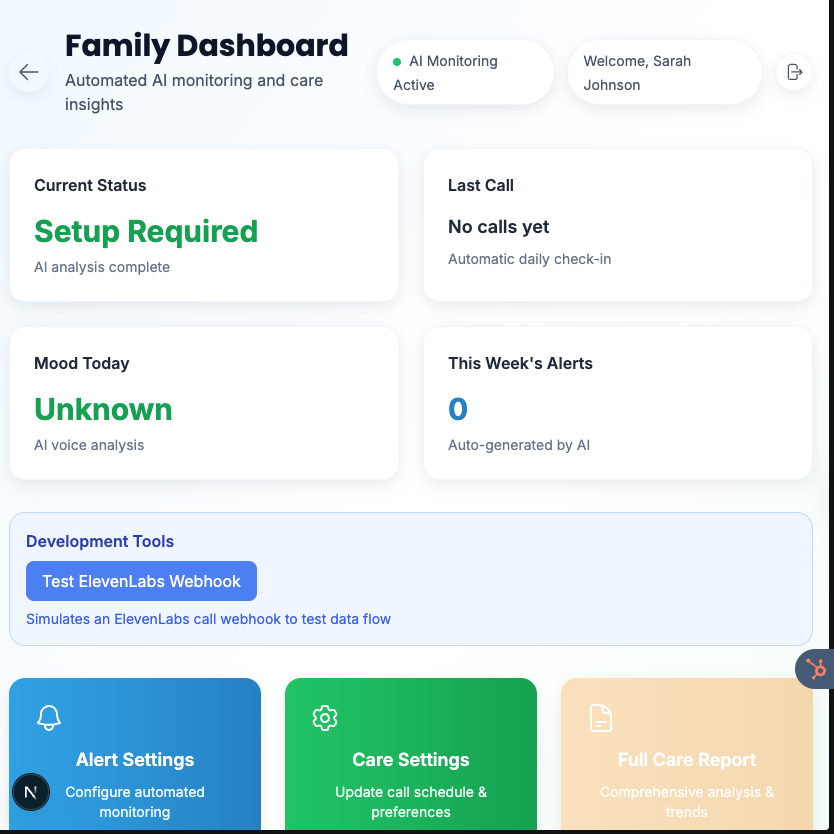 Family Dashboard
Automated AI monitoring and care
insights
AI Monitoring
Active
Welcome, Sarah
Johnson
Current Status
Setup Required
AI analysis complete
Last Call
No calls yet
Automatic daily check-in
Mood Today
Unknown
AI voice analysis
This Week's Alerts
0
Auto-generated by AI
Development Tools
Test ElevenLabs Webhook
Simulates an ElevenLabs call webhook to test data flow
Alert Settings
Configure automated
monitoring
Care Settings
Update call schedule &
preferences
Full Care Report
Comprehensive analysis &
trends
N